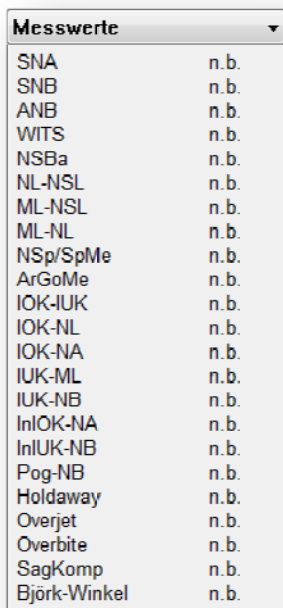 Messwerte
SNA n.b.
SNB n.b.
ANB n.b.
WITS n.b.
NSBa n.b.
NL-NSL n.b.
ML-NSL n.b.
ML-NL n.b.
NSp/SpMe n.b.
ArGoMe n.b.
IOK-IUK n.b.
IOK-NL n.b.
IOK-NA n.b.
IUK-ML n.b.
IUK-NB n.b.
InIOK-NA n.b.
InIUK-NB n.b.
Pog-NB n.b.
Holdaway n.b.
Overjet n.b.
Overbite n.b.
SagKomp n.b.
Björk-Winkel n.b.